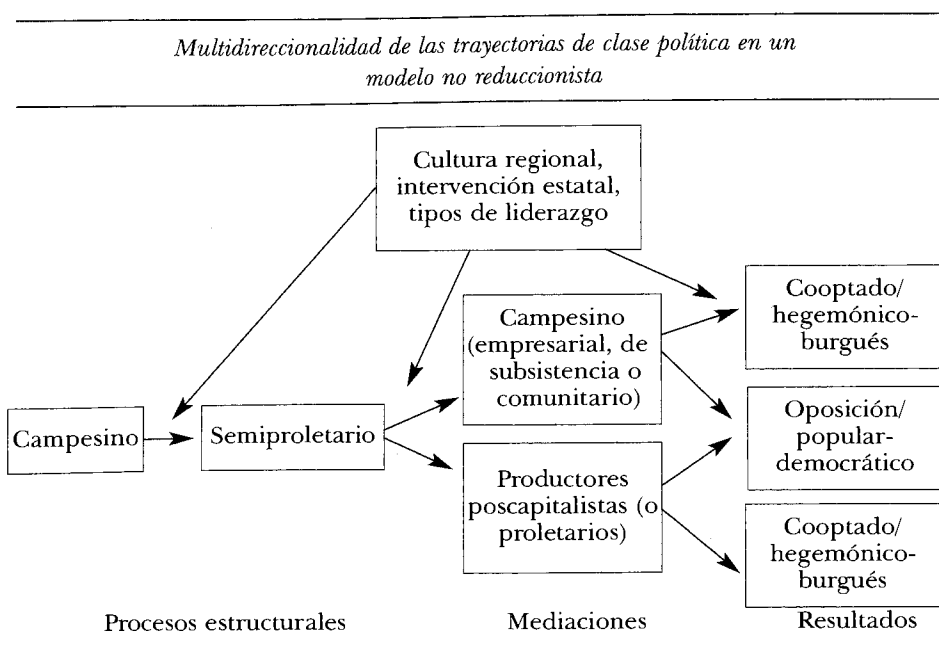 Multidireccionalidad de las trayectorias de clase política en un
modelo no reduccionista
Cultura regional,
intervención estatal,
tipos de liderazgo
Campesino
Semiproletario
Campesino
(empresarial, de
subsistencia o
comunitario)
Productores
poscapitalistas (o
proletarios)
Cooptado/
hegemónico-
burgués
Oposición/
popular-
democrático
Cooptado/
hegemónico-
burgués
Procesos estructurales
Mediaciones
Resultados